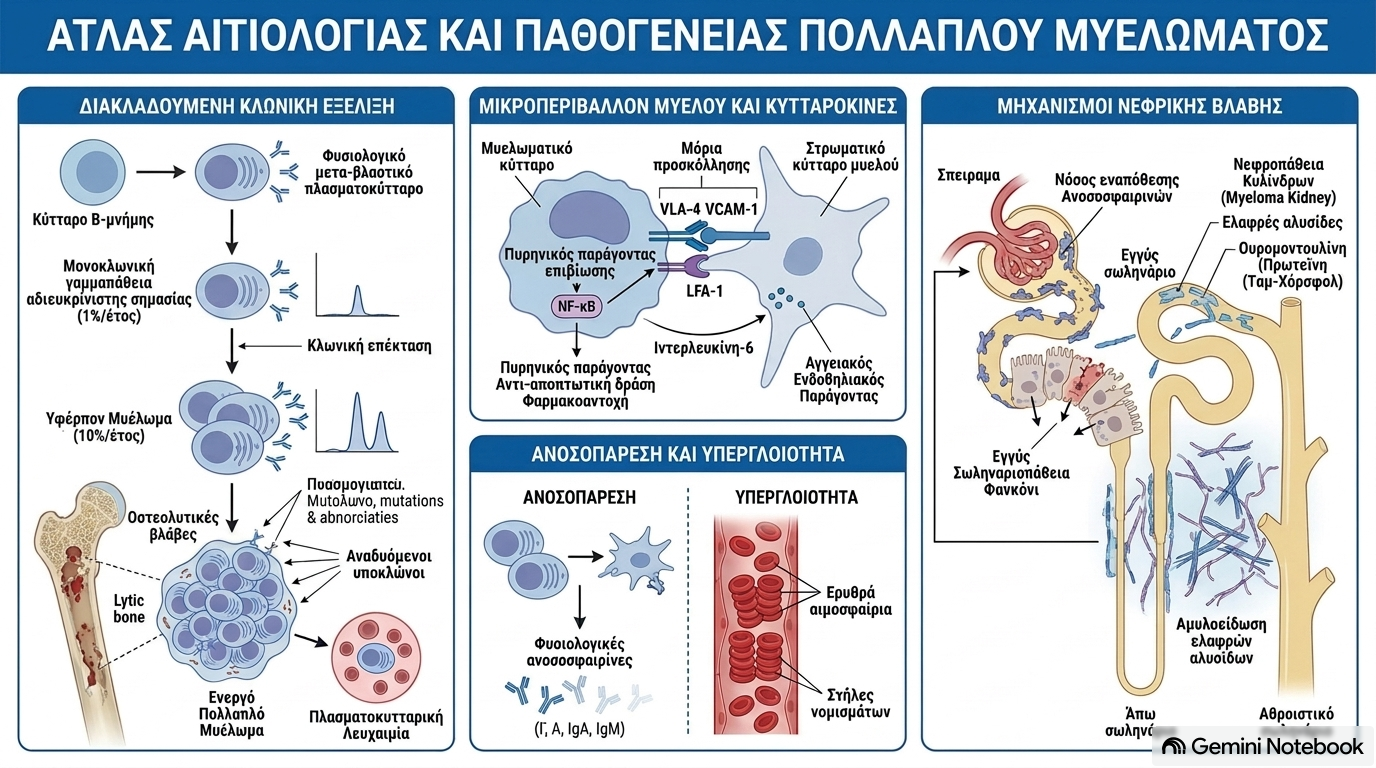 ΑΤΛΑΣ ΑΙΤΙΟΛΟΓΙΑΣ ΚΑΙ ΠΑΘΟΓΕΝΕΙΑΣ ΠΟΛΛΑΠΛΟΥ ΜΥΕΛΩΜΑΤΟΣ
ΔΙΑΚΛΑΔΟΥΜΕΝΗ ΚΛΩΝΙΚΗ ΕΞΕΛΙΞΗ
Κύτταρο Β-μνήμης
Φυσιολογικό
μετα-βλαστικό
πλασματοκύτταρο
Μονοκλωνική
γαμμαπάθεια
αδιευκρίνιστης σημασίας
(1%/έτος)
Κλωνική επέκταση
Υφέρπον Μυέλωμα
(10%/έτος)
mutations
& abnorciaties
Οστεολυτικές
βλάβες
Αναδυόμενοι
υποκλώνοι
Lytic
bone
Ενεργό
Πολλαπλό
Μυέλωμα
Πλασματοκυτταρική
Λευχαιμία
ΜΙΚΡΟΠΕΡΙΒΑΛΛΟΝ ΜΥΕΛΟΥ ΚΑΙ ΚΥΤΤΑΡΟΚΙΝΕΣ
Μυελωματικό
κύτταρο
Μόρια
προσκόλλησης
Στρωματικό
κύτταρο μυελού
VLA-4 VCAM-1
Πυρηνικός παράγοντας
επιβίωσης
NF-κB
LFA-1
Ιντερλευκίνη-6
Πυρηνικός παράγοντας
Αντι-αποπτωτική δράση
Φαρμακοαντοχή
Αγγειακός
Ενδοθηλιακός
Παράγοντας
ΑΝΟΣΟΠΑΡΕΣΗ ΚΑΙ ΥΠΕΡΓΛΟΙΟΤΗΤΑ
ΑΝΟΣΟΠΑΡΕΣΗ
Φυσιολογικές
ανοσοσφαιρίνες
(Γ, Α, IgA, IgM)
ΥΠΕΡΓΛΟΙΟΤΗΤΑ
Ερυθρά
αιμοσφαίρια
Στήλες
νομισμάτων
ΜΗΧΑΝΙΣΜΟΙ ΝΕΦΡΙΚΗΣ ΒΛΑΒΗΣ
Σπειραμα
Νόσος εναπόθεσης
Ανοσοσφαιρινών
Νεφροπάθεια
Κυλίνδρων
(Myeloma Kidney)
Ελαφρές αλυσίδες
Ουρομοντουλίνη
(Πρωτεΐνη
(Ταμ-Χόρσφολ)
Εγγύς
σωληνάριο
Εγγύς
Σωληναριοπάθεια
Φανκόνι
Αμυλοείδωση
ελαφρών
αλυσίδων
Άπω
Αθροιστικό
Gemini Notebook